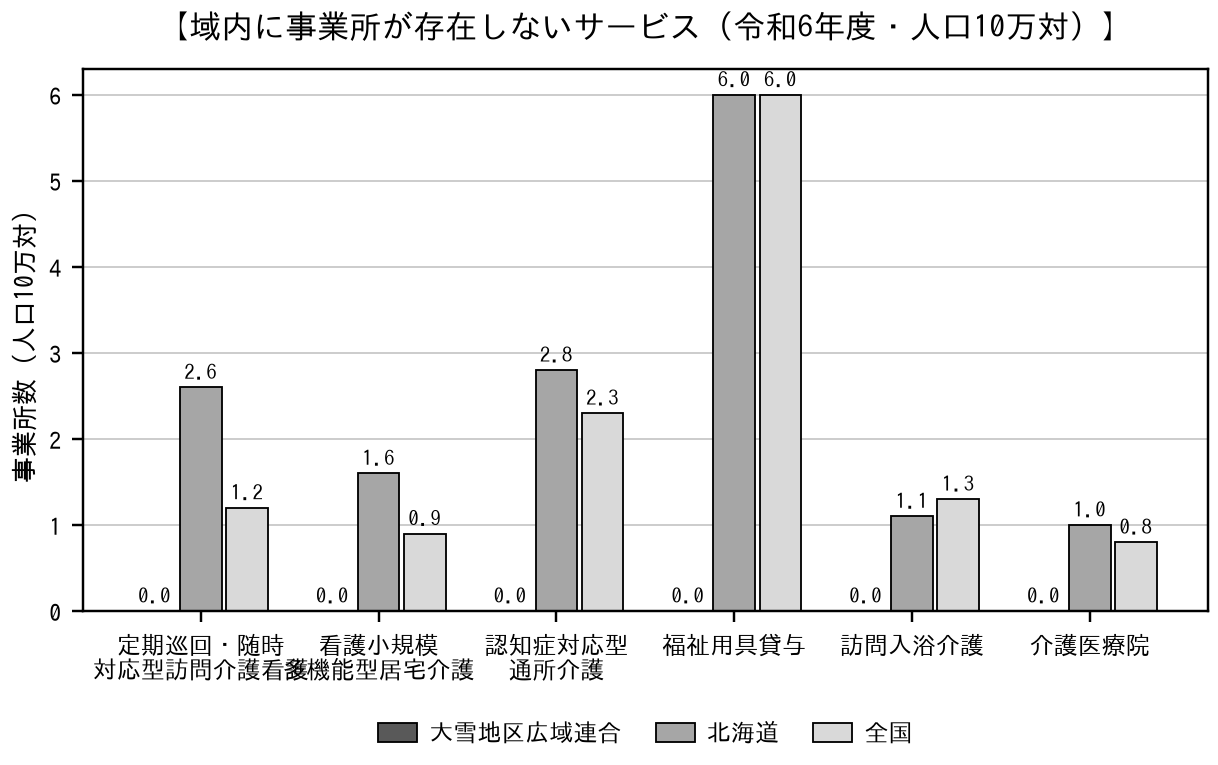 【域内に事業所が存在しないサービス（令和6年度・人口10万対）】
事業所数（人口10万対）
6
5
4
3
2
1
0
0.0 2.6 1.2
0.0 1.6 0.9
0.0 2.8 2.3
0.0 6.0 6.0
0.0 1.1 1.3
0.0 1.0 0.8
定期巡回・随時
対応型訪問介護看護
看護小規模
多機能型居宅介護
認知症対応型
通所介護
福祉用具貸与
訪問入浴介護
介護医療院
大雪地区広域連合 北海道 全国